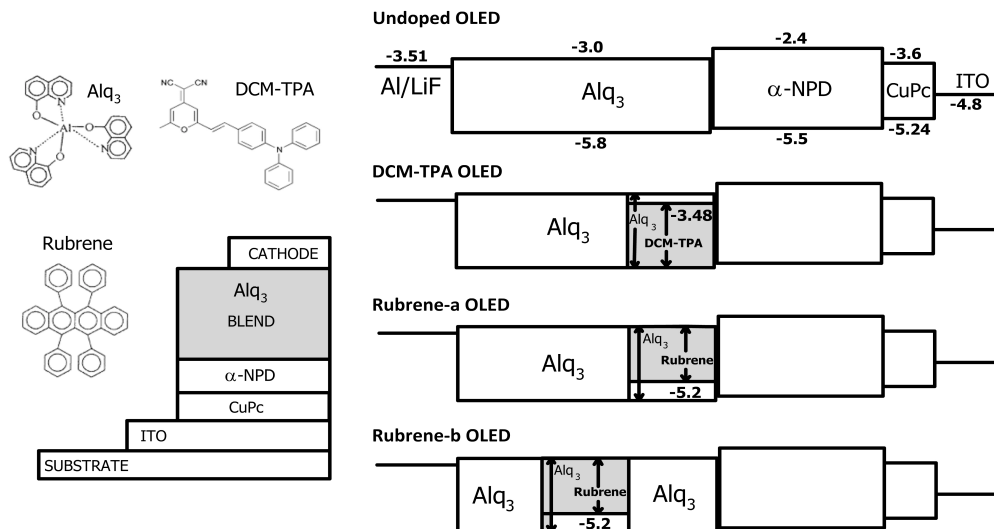 Alq3
DCM-TPA
CN
CN
O
N
N
O
Al
O
N
N
O
Rubrene
CATHODE
Alq3
BLEND
α-NPD
CuPc
ITO
SUBSTRATE
Undoped OLED
-3.51
-3.0
-2.4
-3.6
Al/LiF
Alq3
α-NPD
CuPc
ITO
-4.8
-5.8
-5.5
-5.24
DCM-TPA OLED
Alq3
Alq3
-3.48
DCM-TPA
Rubrene-a OLED
Alq3
Alq3
Rubrene
-5.2
Rubrene-b OLED
Alq3
Alq3
Rubrene
Alq3
-5.2